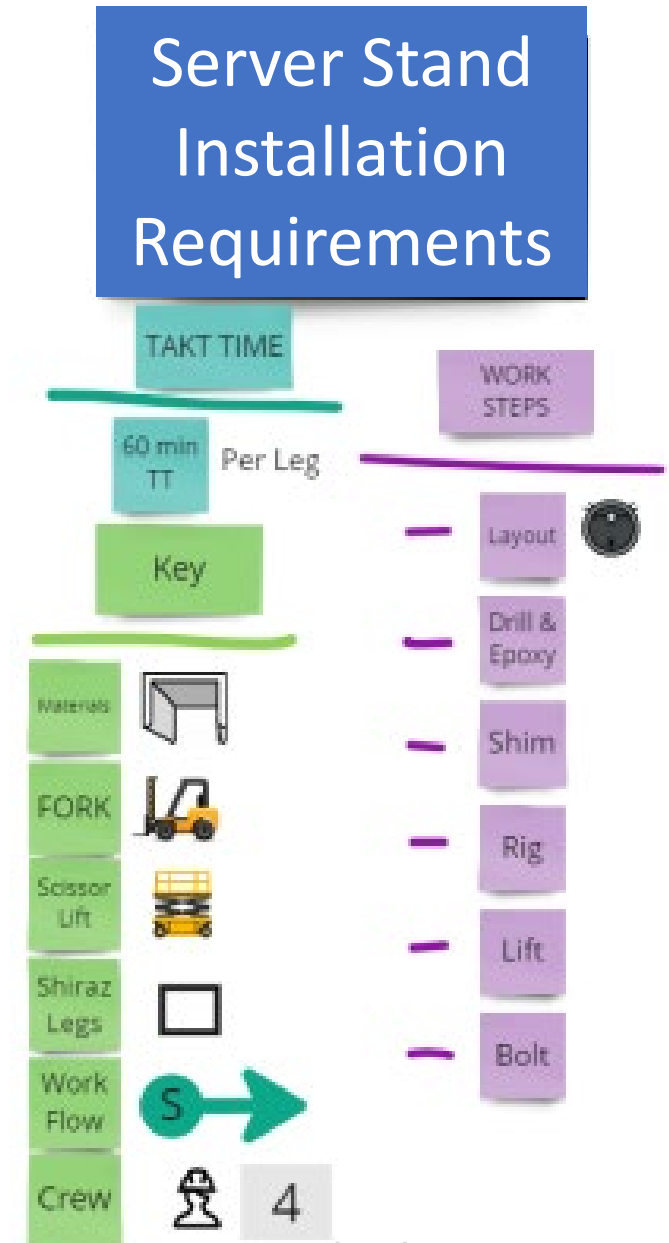 Server Stand
Installation
Requirements
TAKT TIME
60 min
TT
Per Leg
Key
Materials
FORK
Scissor
Lift
Shiraz
Legs
Work
Flow
S
Crew
4
WORK
STEPS
Layout
Drill &
Epoxy
Shim
Rig
Lift
Bolt